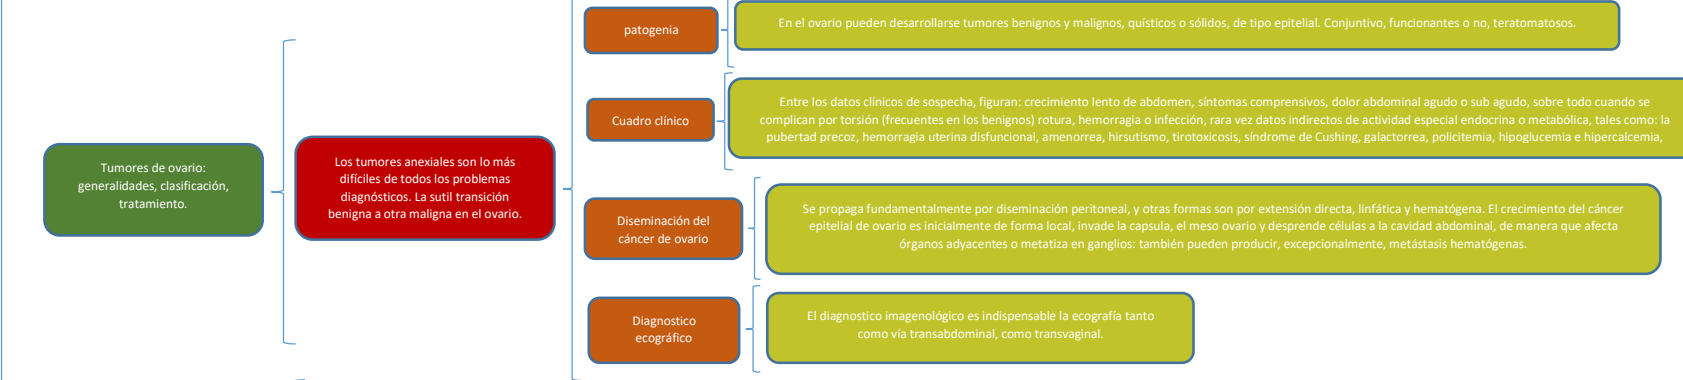 Tumores de ovario:
generalidades, clasificación,
tratamiento.
Los tumores anexiales son lo más
difíciles de todos los problemas
diagnósticos. La sutil transición
benigna a otra maligna en el ovario.
patogenia
En el ovario pueden desarrollarse tumores benignos y malignos, quísticos o sólidos, de tipo epitelial. Conjuntivo, funcionantes o no, teratomatosos.
Cuadro clínico
Entre los datos clínicos de sospecha, figuran: crecimiento lento de abdomen, síntomas comprensivos, dolor abdominal agudo o sub agudo, sobre todo cuando se
complican por torsión (frecuentes en los benignos) rotura, hemorragia o infección, rara vez datos indirectos de actividad especial endocrina o metabólica, tales como: la
pubertad precoz, hemorragia uterina disfuncional, amenorrea, hirsutismo, tirotoxicosis, síndrome de Cushing, galactorrea, policitemia, hipoglucemia e hipercalcemia,
Diseminación del
cáncer de ovario
Se propaga fundamentalmente por diseminación peritoneal, y otras formas son por extensión directa, linfática y hematógena. El crecimiento del cáncer
epitelial de ovario es inicialmente de forma local, invade la capsula, el meso ovario y desprende células a la cavidad abdominal, de manera que afecta
órganos adyacentes o metatiza en ganglios: también pueden producir, excepcionalmente, metástasis hematógenas.
Diagnostico
ecográfico
El diagnostico imagenológico es indispensable la ecografía tanto
como vía transabdominal, como transvaginal.